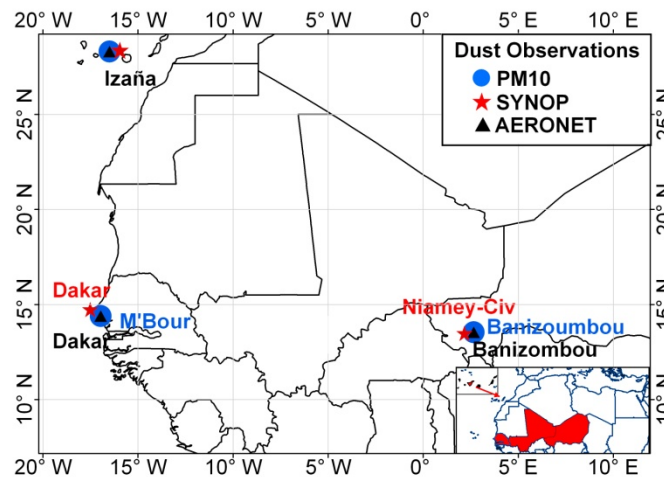 20° W 15° W 10° W 5° W 0° 5° E 10° E
Izaña
Dust Observations
PM10
SYNOP
AERONET
25° N
20° N
15° N
10° N
25° N
20° N
15° N
10° N
Dakar
M'Bour
Dakar
Niamey-Civ
Banizoumbou
Banizombou
20° W 15° W 10° W 5° W 0° 5° E 10° E